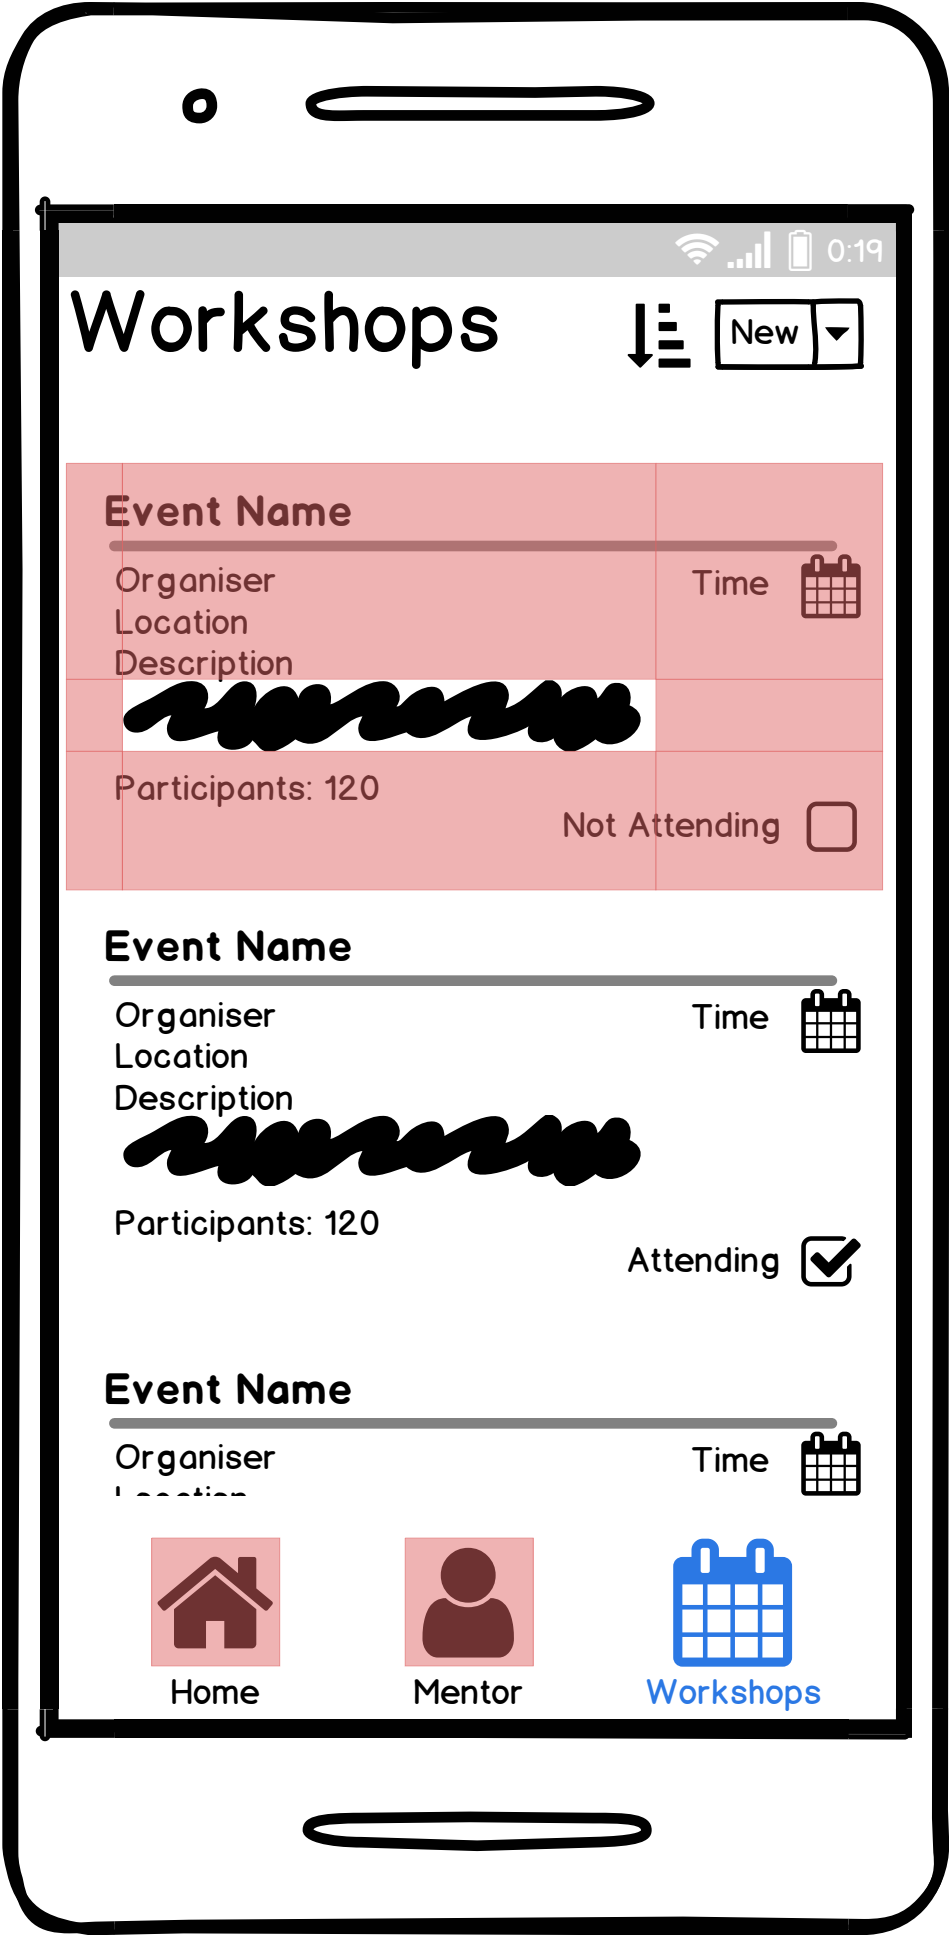 0:19
Workshops
New
Event Name
Organiser
Time
Location
Description
Participants: 120
Not Attending
Event Name
Organiser
Time
Location
Description
Participants: 120
Attending
Event Name
Organiser
Time
Location
Home
Mentor
Workshops